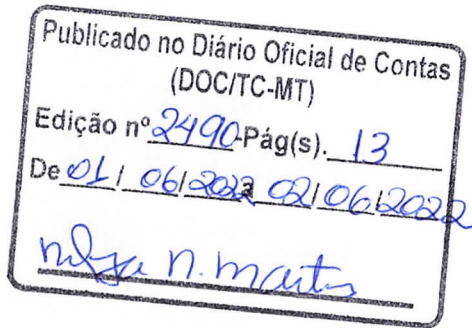 Publicado no Diário Oficial de Contas
(DOC/TC-MT)
Edição nº 2490-Pág(s). 13
De 01/06/2022 a 02/06/2022
n. martins